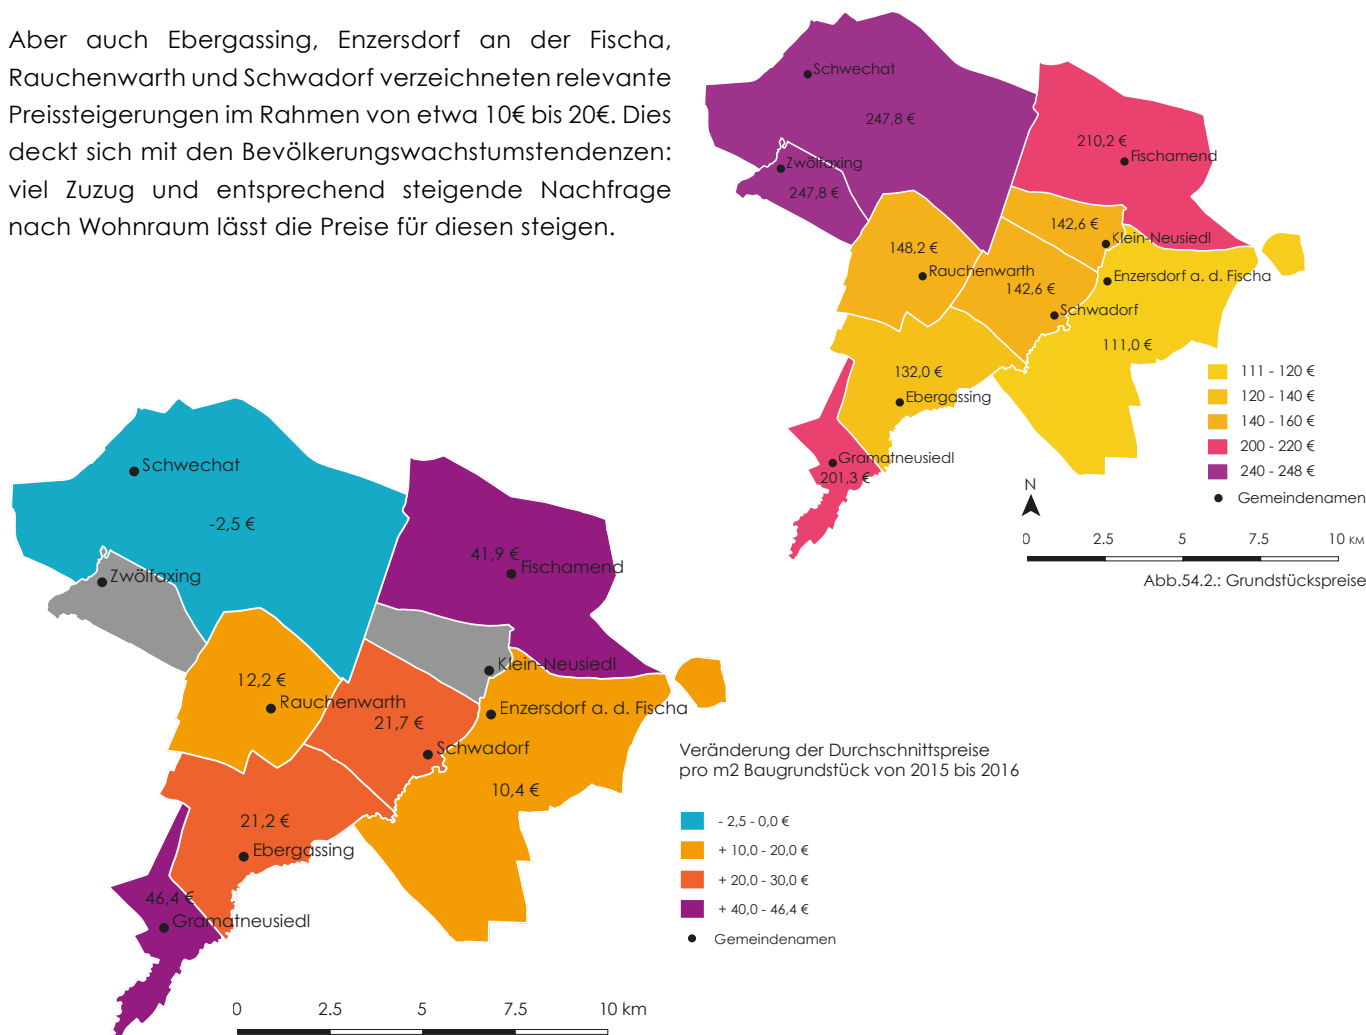 Aber auch Ebergassing, Enzersdorf an der Fischa,
Rauchenwarth und Schwadorf verzeichneten relevante
Preissteigerungen im Rahmen von etwa 10€ bis 20€. Dies
deckt sich mit den Bevölkerungswachstumstendenzen:
viel Zuzug und entsprechend steigende Nachfrage
nach Wohnraum lässt die Preise für diesen steigen.
Schwechat
247,8 €
210,2 €
Fischamend
Zwölfaxing
247,8 €
142,6 €
Klein-Neusiedl
148,2 €
Rauchenwarth
Enzersdorf a. d. Fischa
142,6 €
Schwadorf
111,0 €
132,0 €
Ebergassing
Gramatneusiedl
201,3 €
111 - 120 €
120 - 140 €
140 - 160 €
200 - 220 €
240 - 248 €
Gemeindenamen
N
0 2.5 5 7.5 10 KM
Abb.54.2.: Grundstückspreise
Schwechat
-2,5 €
41,9 €
Fischamend
Zwölfaxing
Klein-Neusiedl
12,2 €
Rauchenwarth
Enzersdorf a. d. Fischa
21,7 €
Schwadorf
10,4 €
21,2 €
Ebergassing
46,4 €
Gramatneusiedl
Veränderung der Durchschnittspreise
pro m2 Baugrundstück von 2015 bis 2016
- 2,5 - 0,0 €
+ 10,0 - 20,0 €
+ 20,0 - 30,0 €
+ 40,0 - 46,4 €
Gemeindenamen
0 2.5 5 7.5 10 km